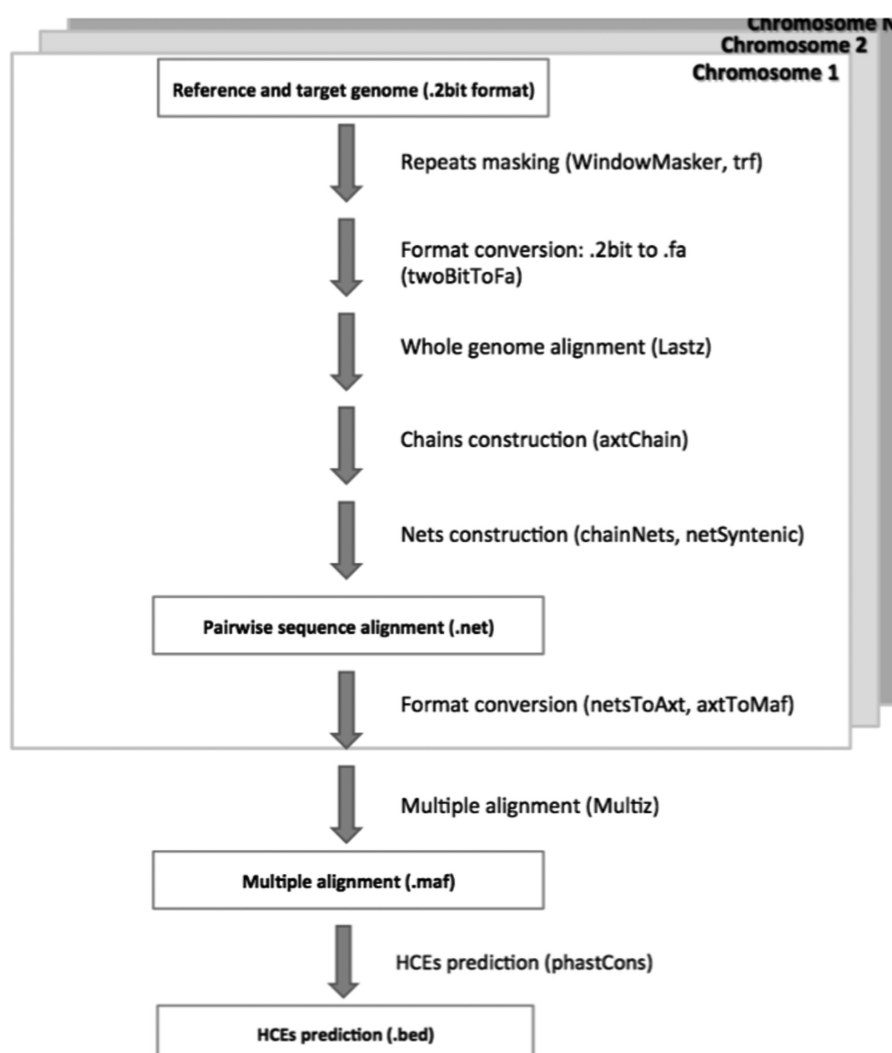 Chromosome N
Chromosome 2
Chromosome 1
Reference and target genome (.2bit format)
Repeats masking (WindowMasker, trf)
Format conversion: .2bit to .fa
(twoBitToFa)
Whole genome alignment (Lastz)
Chains construction (axtChain)
Nets construction (chainNets, netSyntenic)
Pairwise sequence alignment (.net)
Format conversion (netsToAxt, axtToMaf)
Multiple alignment (Multiz)
Multiple alignment (.maf)
HCEs prediction (phastCons)
HCEs prediction (.bed)